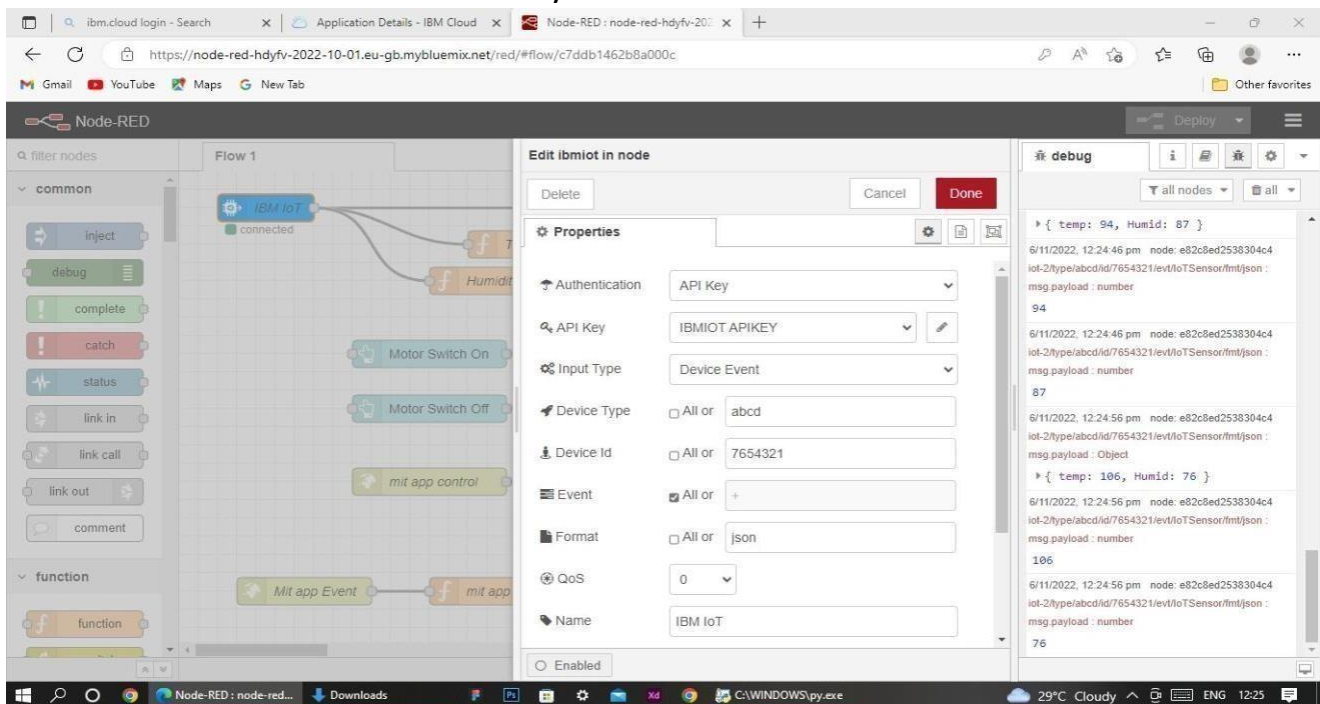 ibm.cloud login - Search
Application Details - IBM Cloud
Node-RED : node-red-hdyfv-202
https://node-red-hdyfv-2022-10-01.eu-gb.mybluemix.net/red/#flow/c7ddb1462b8a000c
Gmail YouTube Maps New Tab Other favorites
Node-RED Deploy
filter nodes
common
inject
debug
complete
catch
status
link in
link call
link out
comment
function
function
Flow 1
IBM IoT
connected
T
Humidit
Motor Switch On
Motor Switch Off
mit app control
Mit app Event
mit app
Edit ibmiot in node
Delete Cancel Done
Properties
Authentication API Key
API Key IBMIOT APIKEY
Input Type Device Event
Device Type All or abcd
Device Id All or 7654321
Event All or +
Format All or json
QoS 0
Name IBM IoT
Enabled
debug i
all nodes all
{ temp: 94, Humid: 87 }
6/11/2022, 12:24:46 pm node: e82c8ed2538304c4
iot-2/type/abcd/id/7654321/evt/IoTSensor/fmt/json :
msg.payload : number
94
6/11/2022, 12:24:46 pm node: e82c8ed2538304c4
iot-2/type/abcd/id/7654321/evt/IoTSensor/fmt/json :
msg.payload : number
87
6/11/2022, 12:24:56 pm node: e82c8ed2538304c4
iot-2/type/abcd/id/7654321/evt/IoTSensor/fmt/json :
msg.payload : Object
{ temp: 106, Humid: 76 }
6/11/2022, 12:24:56 pm node: e82c8ed2538304c4
iot-2/type/abcd/id/7654321/evt/IoTSensor/fmt/json :
msg.payload : number
106
6/11/2022, 12:24:56 pm node: e82c8ed2538304c4
iot-2/type/abcd/id/7654321/evt/IoTSensor/fmt/json :
msg.payload : number
76
Node-RED : node-red... Downloads Ps Xd C:\WINDOWS\py.exe 29°C Cloudy ENG 12:25